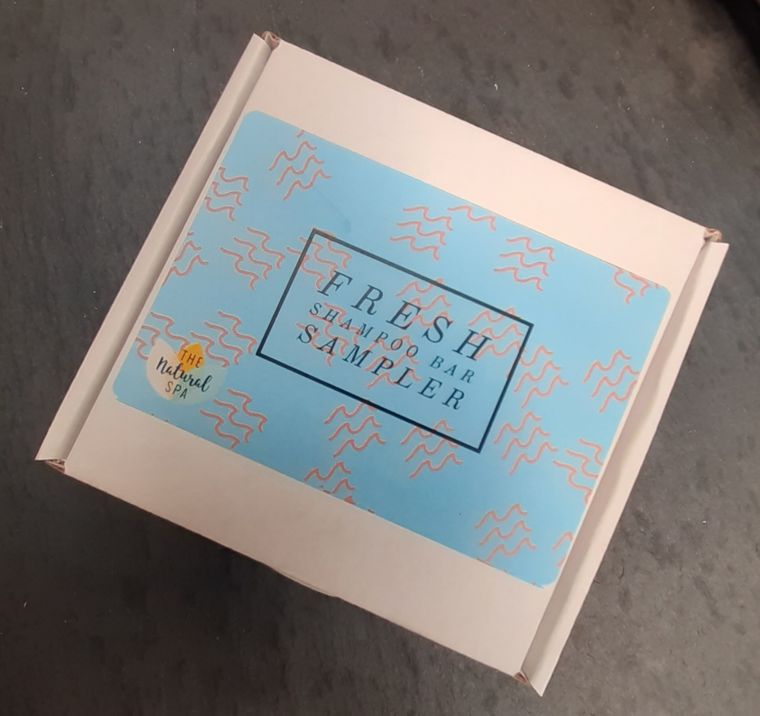 FRESH
SHAMPOO BAR
SAMPLER
THE
Natural
SPA